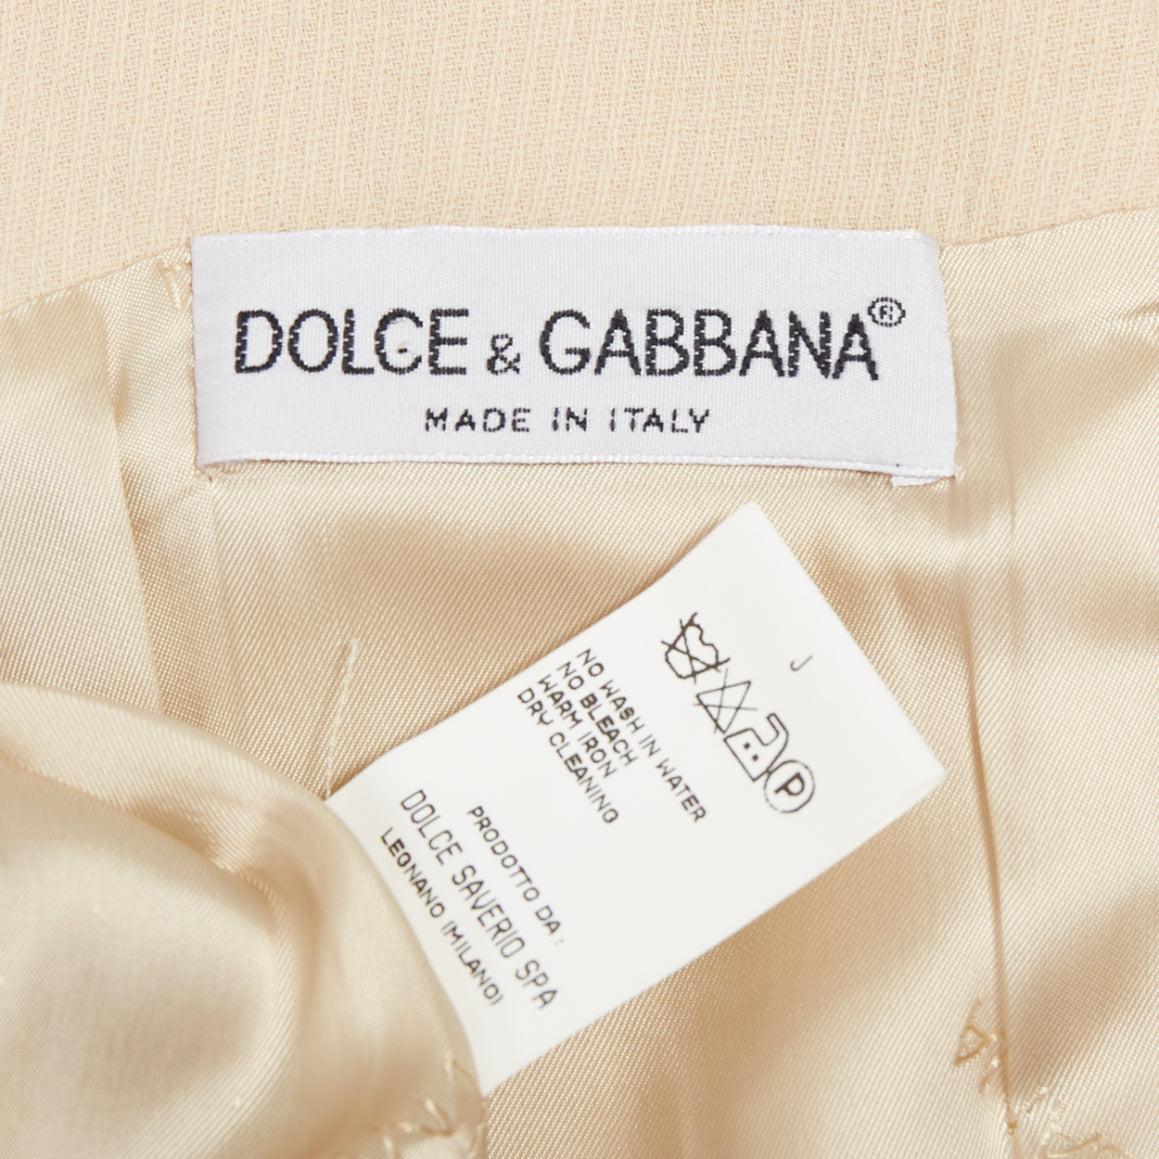 DOLCE & GABBANA®
MADE IN ITALY
P
NO WASH IN WATER
NO BLEACH
WARM IRON
DRY CLEANING
PRODOTTO DA :
DOLCE SAVERIO SPA
LEGNANO (MILANO)